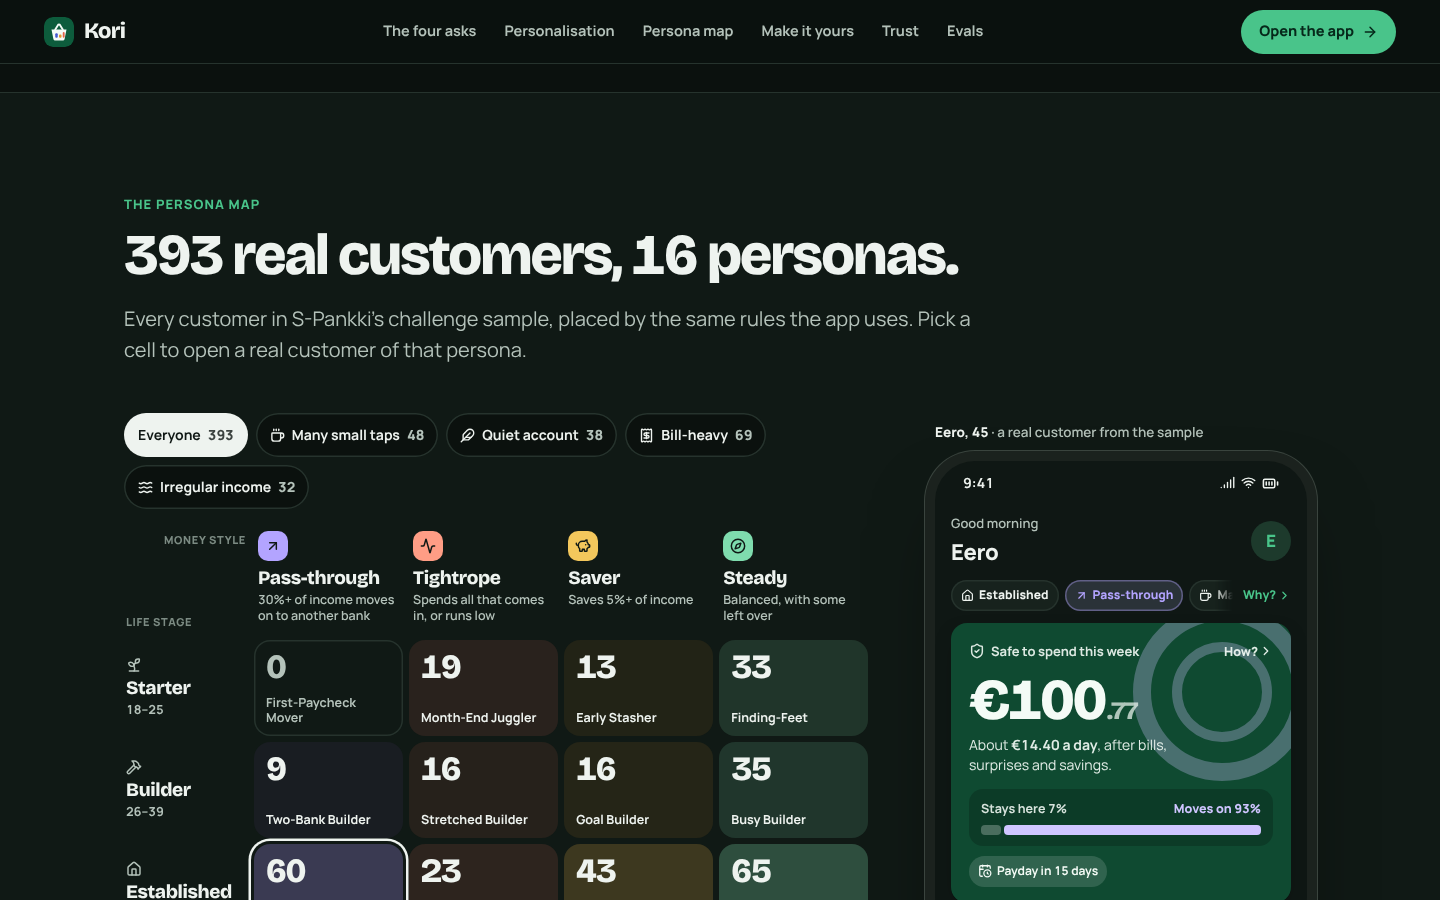 Kori
The four asks
Personalisation
Persona map
Make it yours
Trust
Evals
Open the app
THE PERSONA MAP
393 real customers, 16 personas.
Every customer in S-Pankki's challenge sample, placed by the same rules the app uses. Pick a
cell to open a real customer of that persona.
Everyone 393
Many small taps 48
Quiet account 38
Bill-heavy 69
Irregular income 32
MONEY STYLE
LIFE STAGE
Pass-through
30%+ of income moves
on to another bank
Tightrope
Spends all that comes
in, or runs low
Saver
Saves 5%+ of income
Steady
Balanced, with some
left over
Starter
18–25
0
First-Paycheck
Mover
19
Month-End Juggler
13
Early Stasher
33
Finding-Feet
Builder
26–39
9
Two-Bank Builder
16
Stretched Builder
16
Goal Builder
35
Busy Builder
Established
60
23
43
65
Eero, 45 · a real customer from the sample
9:41
Good morning
Eero
E
Established
Pass-through
Why?
Safe to spend this week
How?
€100.77
About €14.40 a day, after bills,
surprises and savings.
Stays here 7%
Moves on 93%
Payday in 15 days